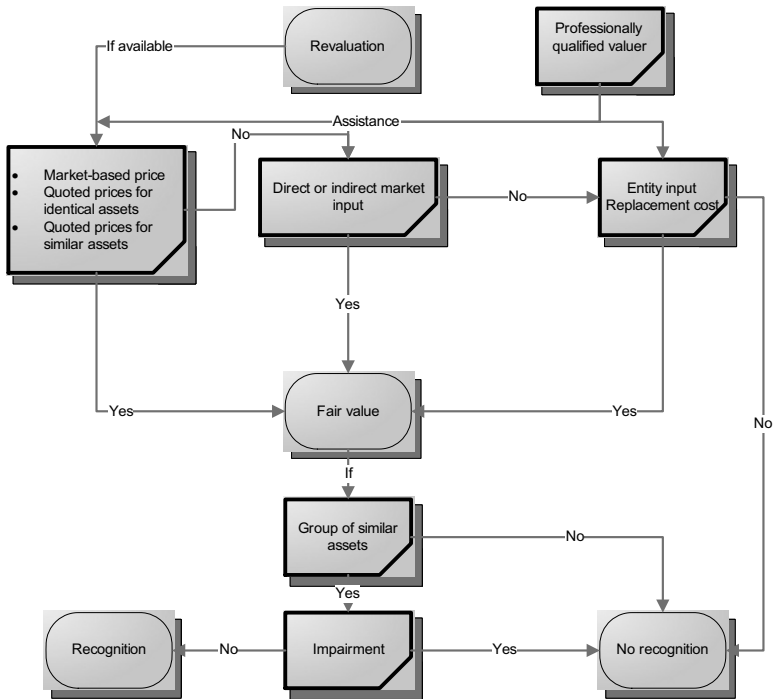 Professionally
qualified valuer
If available
Revaluation
Assistance
No
• Market-based price
• Quoted prices for
identical assets
• Quoted prices for
similar assets
Direct or indirect market
input
No
Entity input
Replacement cost
Yes
Yes
Fair value
Yes
No
If
Group of similar
assets
No
Yes
Recognition
No
Impairment
Yes
No recognition